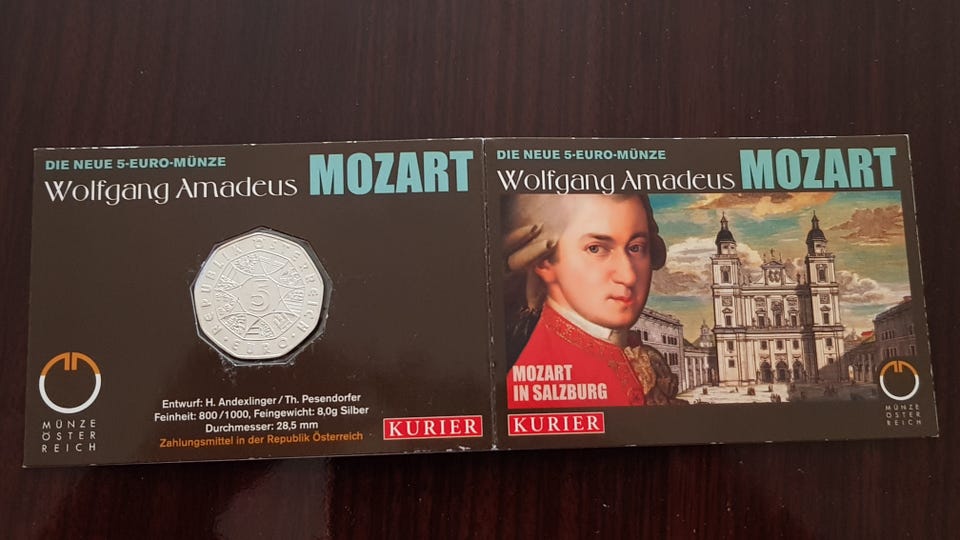 DIE NEUE 5-EURO-MÜNZE
Wolfgang Amadeus MOZART
REPUBLIK ÖSTERREICH
5
EURO
MÜNZE
ÖSTER
REICH
Entwurf: H. Andexlinger / Th. Pesendorfer
Feinheit: 800/1000, Feingewicht: 8,0g Silber
Durchmesser: 28,5 mm
Zahlungsmittel in der Republik Österreich
KURIER
DIE NEUE 5-EURO-MÜNZE
Wolfgang Amadeus MOZART
MOZART
IN SALZBURG
KURIER
MÜNZE
ÖSTER
REICH